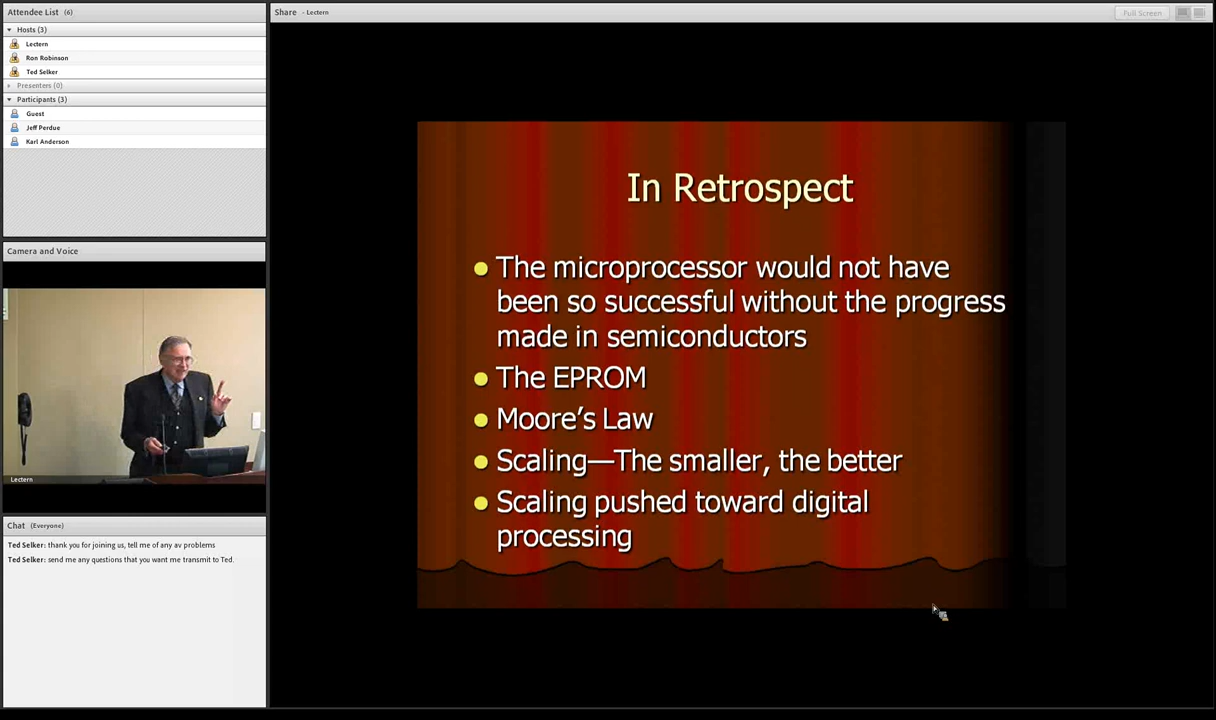 Attendee List (6)
Hosts (3)
Lectern
Ron Robinson
Ted Selker
Presenters (0)
Participants (3)
Guest
Jeff Perdue
Karl Anderson
Camera and Voice
Lectern
Chat (Everyone)
Ted Selker: thank you for joining us, tell me of any av problems
Ted Selker: send me any questions that you want me transmit to Ted.
Share - Lectern
Full Screen
In Retrospect
The microprocessor would not have
been so successful without the progress
made in semiconductors
The EPROM
Moore's Law
Scaling—The smaller, the better
Scaling pushed toward digital
processing